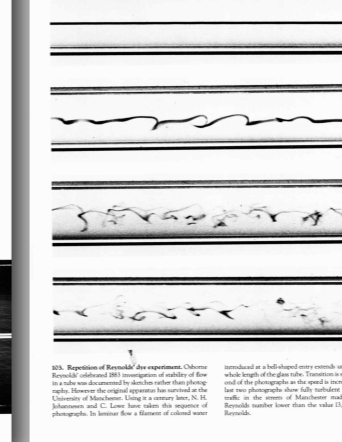 103. Repetition of Reynolds' dye experiment. Osborne
Reynolds' celebrated 1883 investigation of stability of flow
in a tube was documented by sketches rather than photog-
raphy. However the original apparatus has survived at the
University of Manchester. Using it a century later, N. H.
Johannesen and C. Lowe have taken this sequence of
photographs. In laminar flow a filament of colored water
introduced at a bell-shaped entry extends
whole length of the glass tube. Transition is
ond of the photographs as the speed is
last two photographs show fully turbulent
traffic in the streets of Manchester
Reynolds number lower than the value 13,
Reynolds.